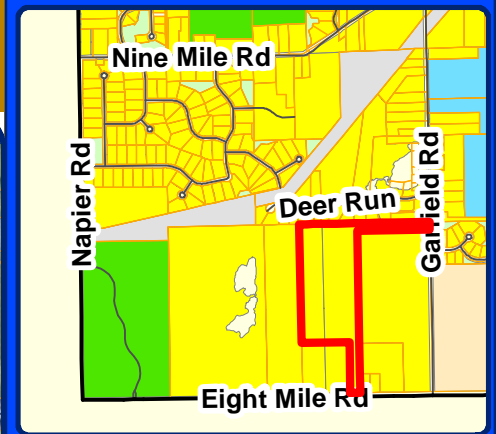 Nine Mile Rd
Napier Rd
Deer Run
Garfield Rd
Eight Mile Rd